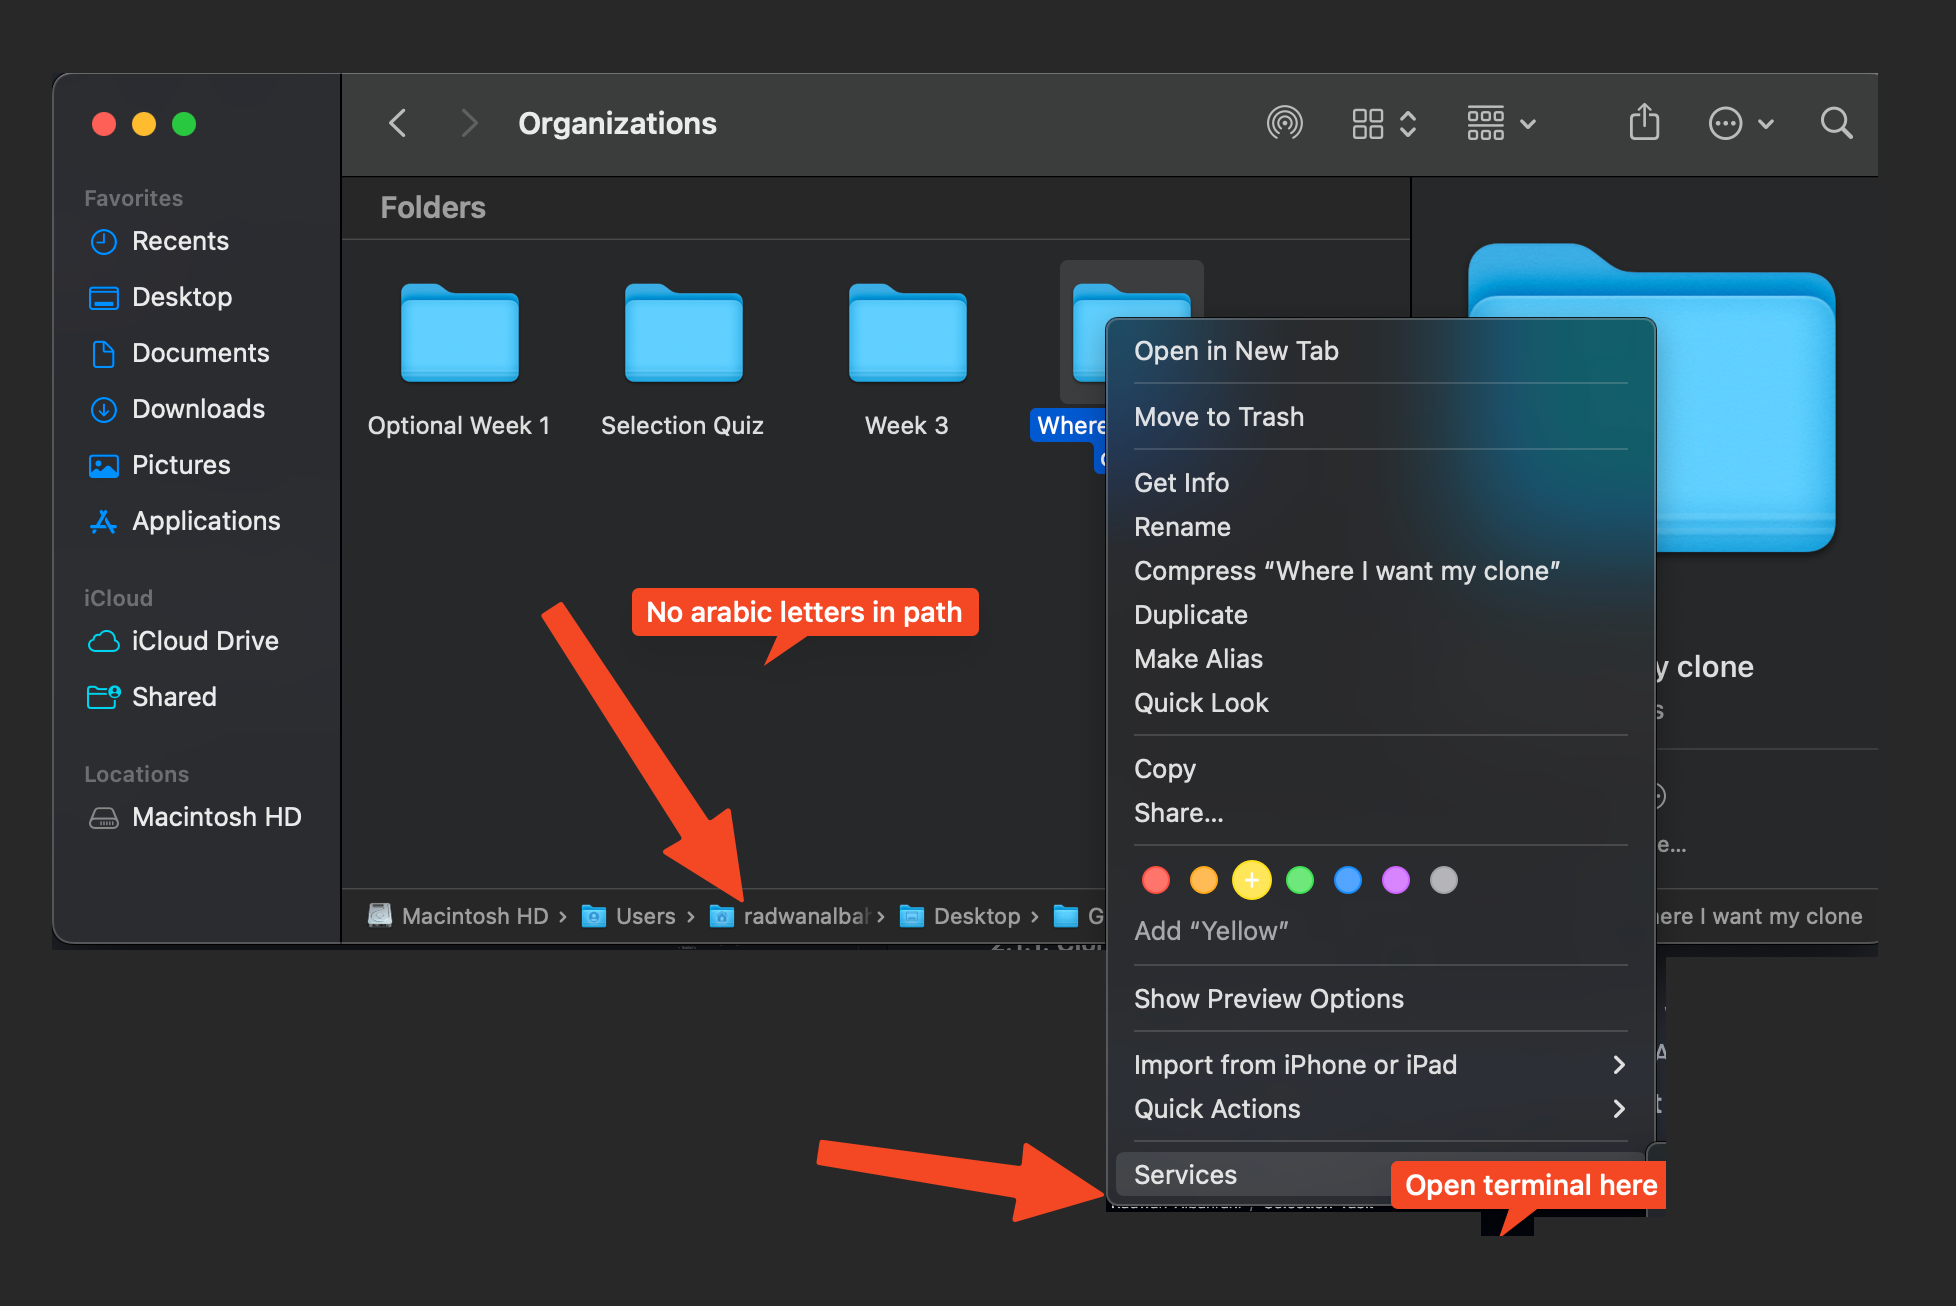 Organizations
Favorites
Recents
Desktop
Documents
Downloads
Pictures
Applications
iCloud
iCloud Drive
Shared
Locations
Macintosh HD
Folders
Optional Week 1
Selection Quiz
Week 3
Where
No arabic letters in path
Open in New Tab
Move to Trash
Get Info
Rename
Compress “Where I want my clone”
Duplicate
Make Alias
Quick Look
Copy
Share...
Add “Yellow”
Show Preview Options
Import from iPhone or iPad
Quick Actions
Services
Open terminal here
y clone
s
e...
Macintosh HD › Users › radwanalbah › Desktop › G
ere I want my clone